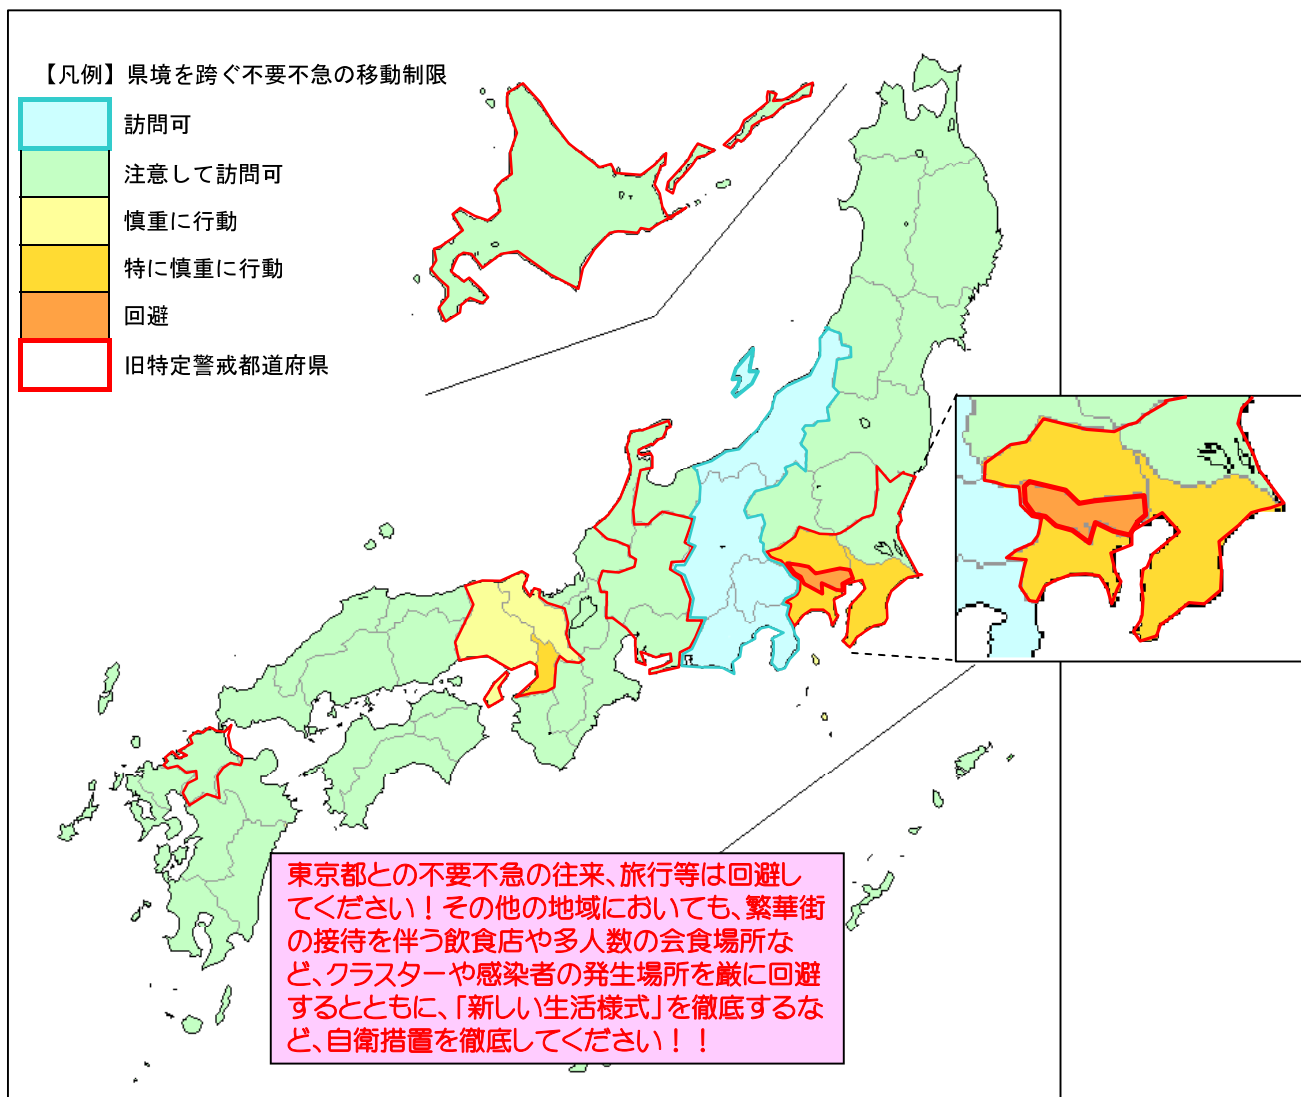 【凡例】県境を跨ぐ不要不急の移動制限
訪問可
注意して訪問可
慎重に行動
特に慎重に行動
回避
旧特定警戒都道府県
東京都との不要不急の往来、旅行等は回避し
てください！その他の地域においても、繁華街
の接待を伴う飲食店や多人数の会食場所な
ど、クラスターや感染者の発生場所を厳に回避
するとともに、「新しい生活様式」を徹底するな
ど、自衛措置を徹底してください！！